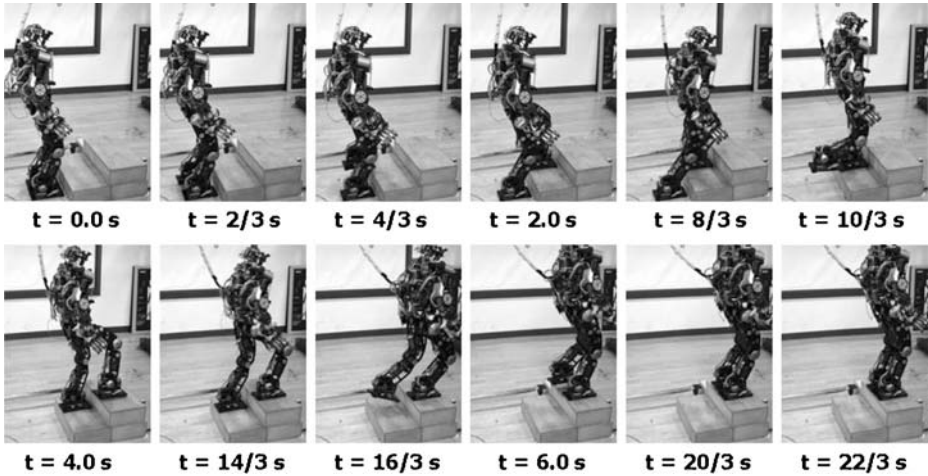 t = 0.0 s t = 2/3 s t = 4/3 s t = 2.0 s t = 8/3 s t = 10/3 s
t = 4.0 s t = 14/3 s t = 16/3 s t = 6.0 s t = 20/3 s t = 22/3 s